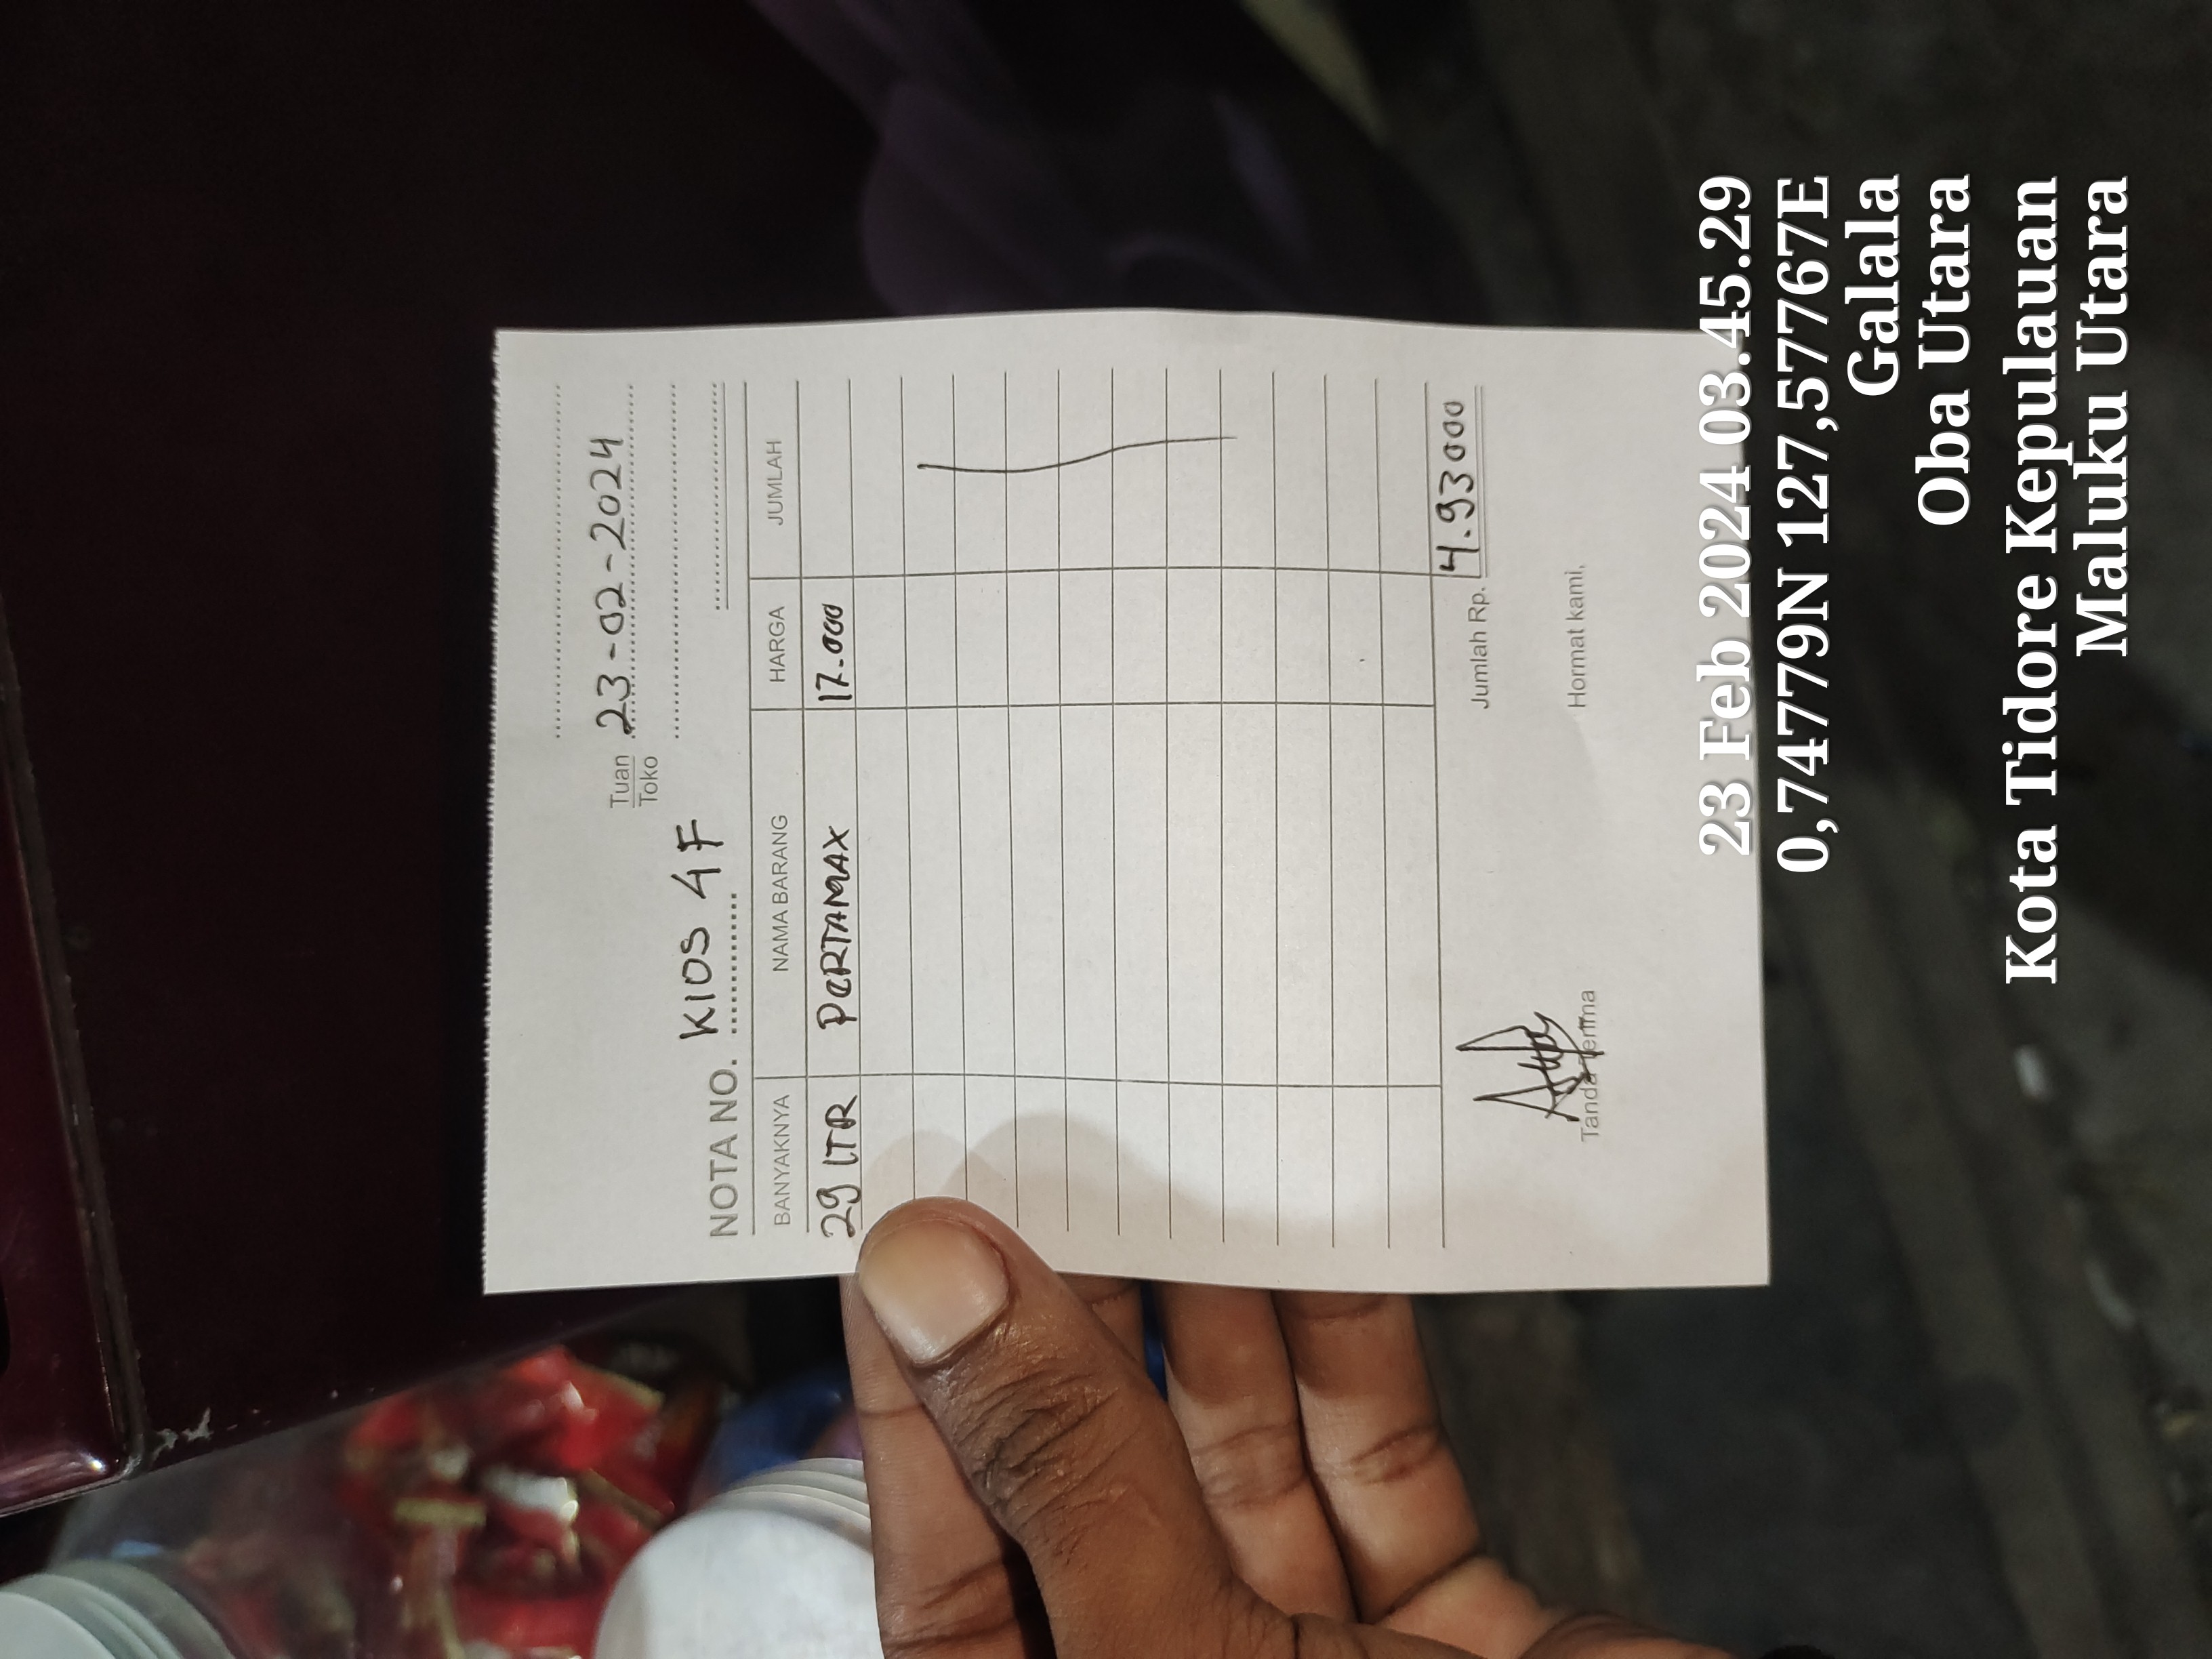 23-02-2024
Tuan
Toko
NOTA NO. KIOS 4F
BANYAKNYA NAMA BARANG HARGA JUMLAH
29 LTR PERTAMAX 17.000
Jumlah Rp. 4.93000
Tanda Terima Hormat kami,
23 Feb 2024 03.45.29
0,74779N 127,57767E
Galala
Oba Utara
Kota Tidore Kepulauan
Maluku Utara